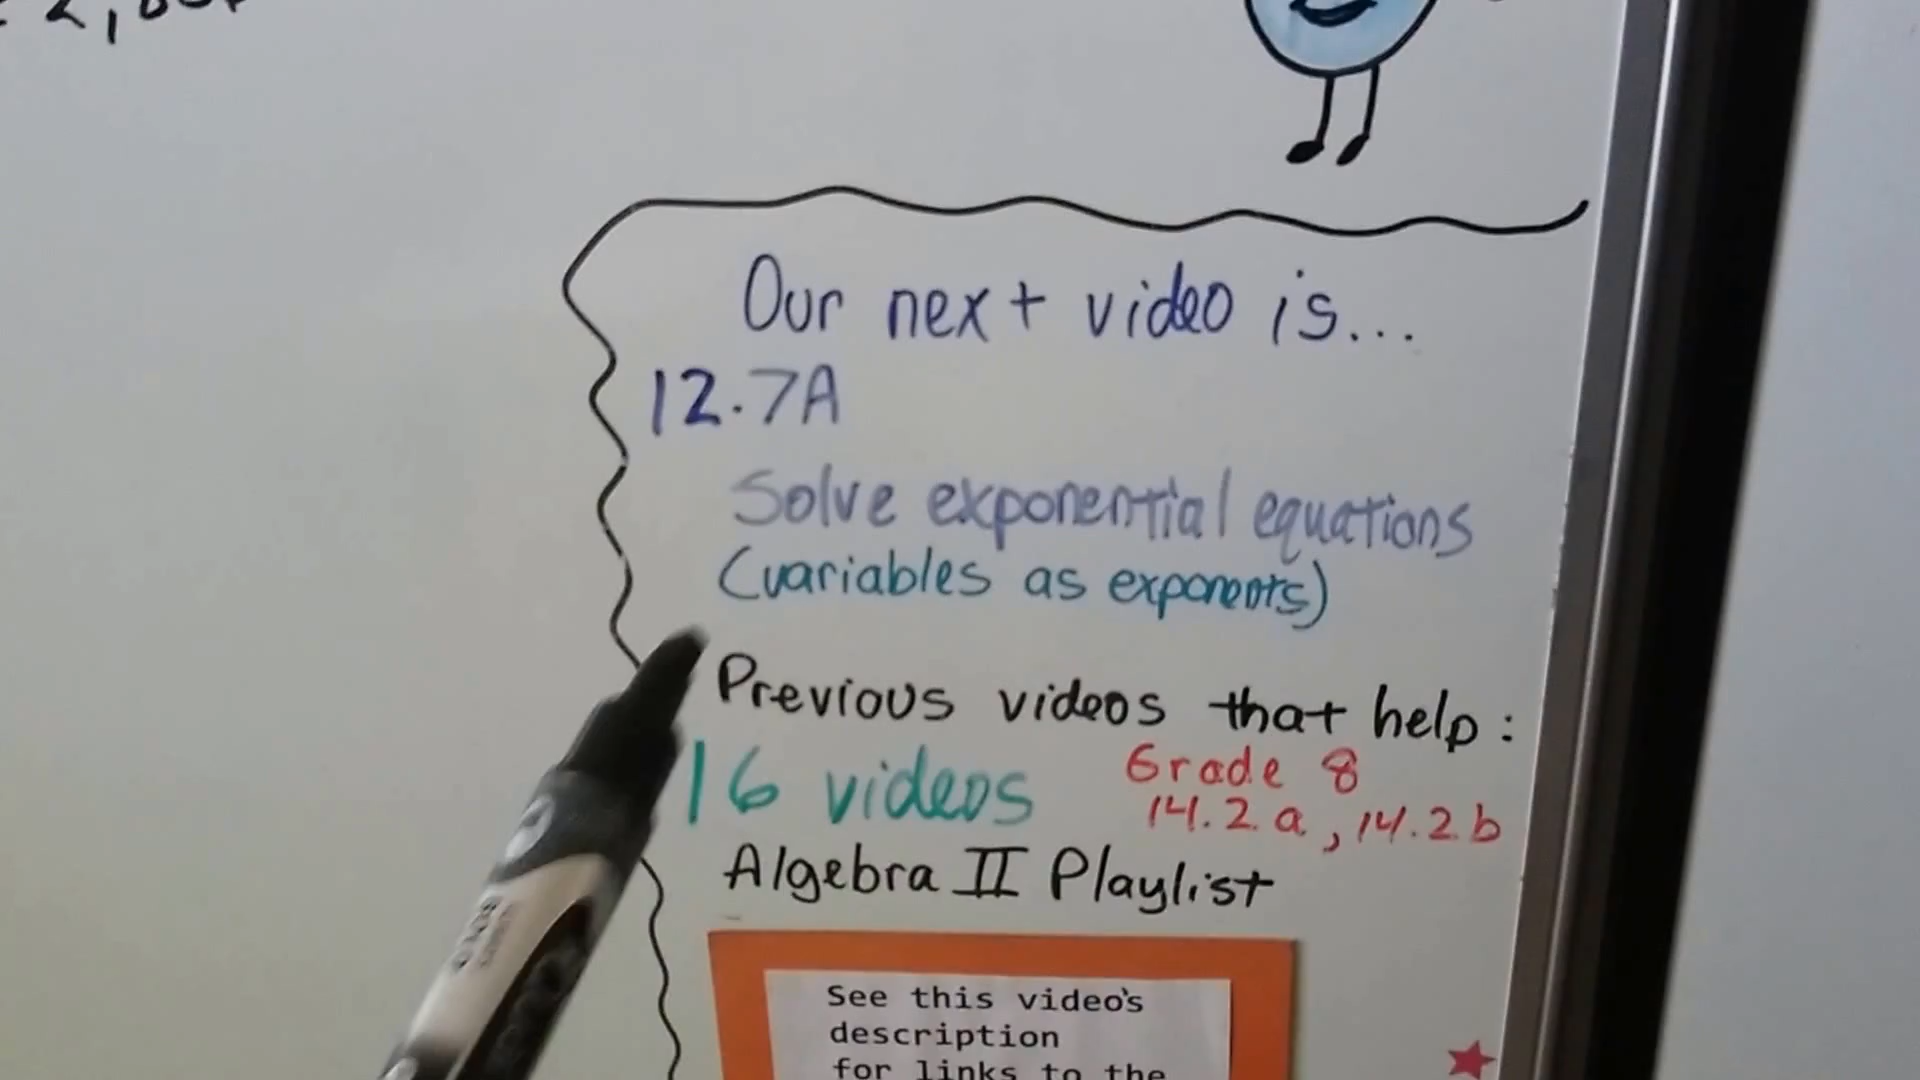 Our next video is...
12.7A
Solve exponential equations
(variables as exponents)
Previous videos that help:
16 videos
Grade 8
14.2.a, 14.2.b
Algebra II Playlist
See this video's
description
for links to the